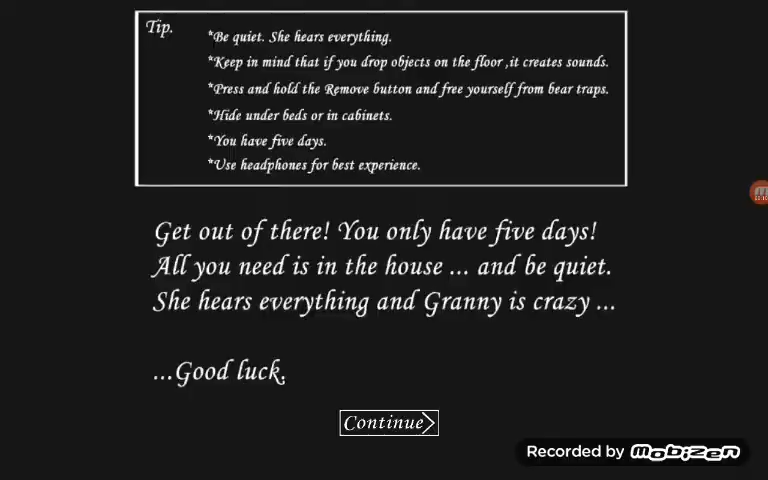 Tip.
*Be quiet. She hears everything.
*Keep in mind that if you drop objects on the floor ,it creates sounds.
*Press and hold the Remove button and free yourself from bear traps.
*Hide under beds or in cabinets.
*You have five days.
*Use headphones for best experience.
Get out of there! You only have five days!
All you need is in the house ... and be quiet.
She hears everything and Granny is crazy ...
...Good luck.
Continue
Recorded by Mobizen